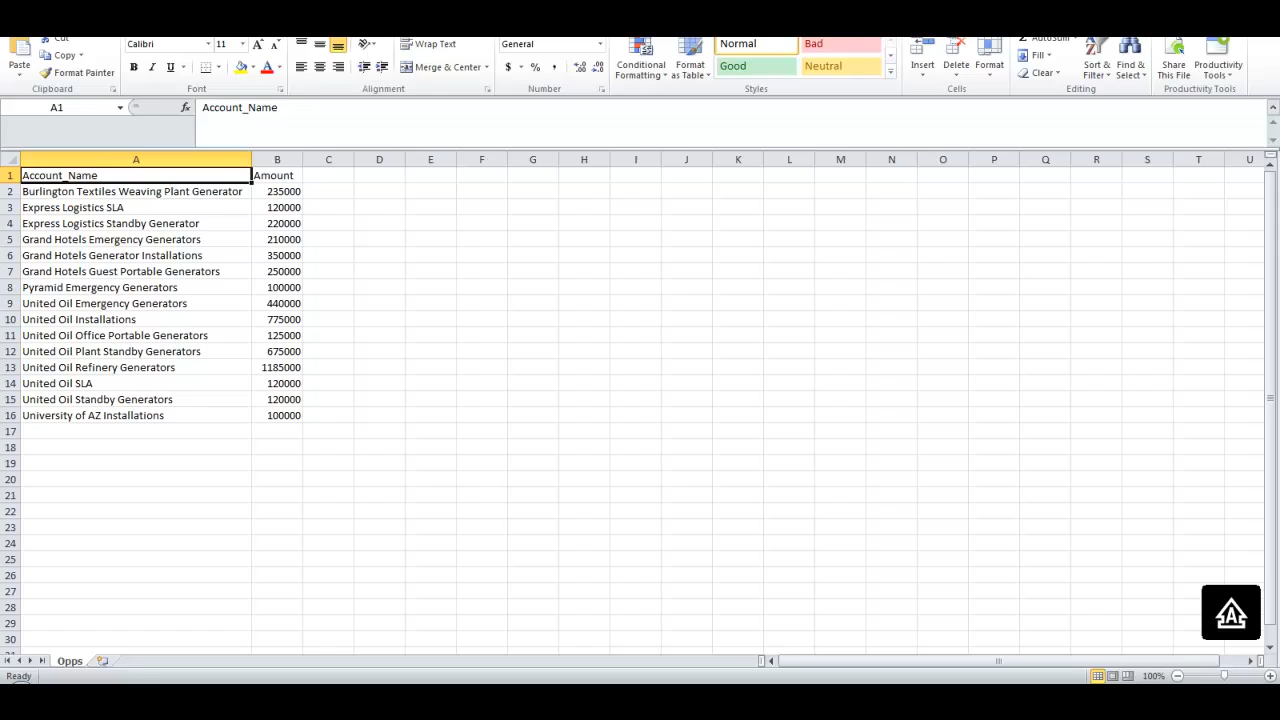 Cut
Copy
Paste
Format Painter
Clipboard
Calibri 11 A A
B I U A
Font
Wrap Text
Merge & Center
Alignment
General
$ % ,
Number
Conditional Formatting
Format as Table
Normal Bad
Good Neutral
Styles
Insert Delete Format
Cells
AutoSum
Fill
Clear
Sort & Filter
Find & Select
Editing
Share This File
Productivity Tools
Productivity Tools
A1 fx Account_Name
A B C D E F G H I J K L M N O P Q R S T U
1 Account_Name Amount
2 Burlington Textiles Weaving Plant Generator 235000
3 Express Logistics SLA 120000
4 Express Logistics Standby Generator 220000
5 Grand Hotels Emergency Generators 210000
6 Grand Hotels Generator Installations 350000
7 Grand Hotels Guest Portable Generators 250000
8 Pyramid Emergency Generators 100000
9 United Oil Emergency Generators 440000
10 United Oil Installations 775000
11 United Oil Office Portable Generators 125000
12 United Oil Plant Standby Generators 675000
13 United Oil Refinery Generators 1185000
14 United Oil SLA 120000
15 United Oil Standby Generators 120000
16 University of AZ Installations 100000
17
18
19
20
21
22
23
24
25
26
27
28
29
30
A
Opps
Ready 100%